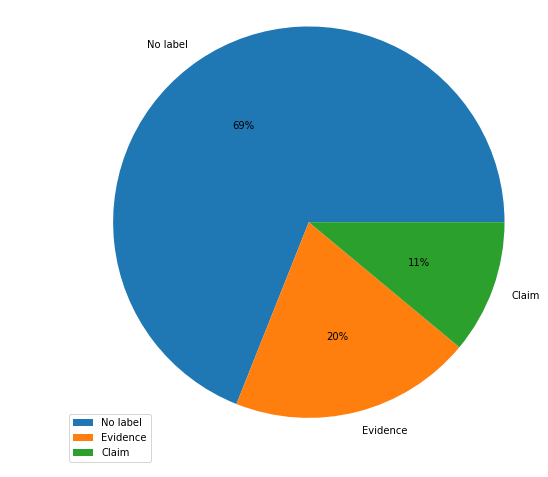 No label
69%
11%
Claim
20%
Evidence
No label
Evidence
Claim